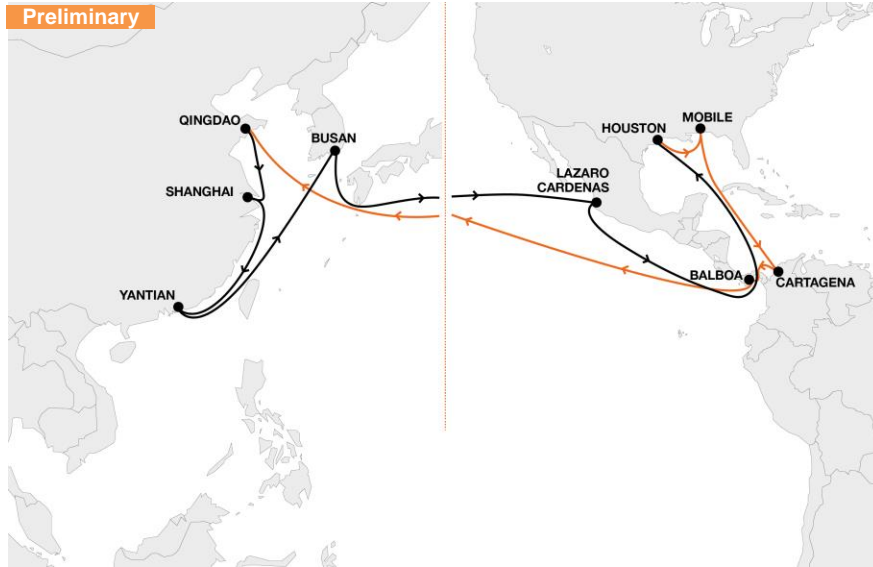 Preliminary
QINGDAO
BUSAN
SHANGHAI
YANTIAN
MOBILE
HOUSTON
LAZARO
CARDENAS
BALBOA
CARTAGENA